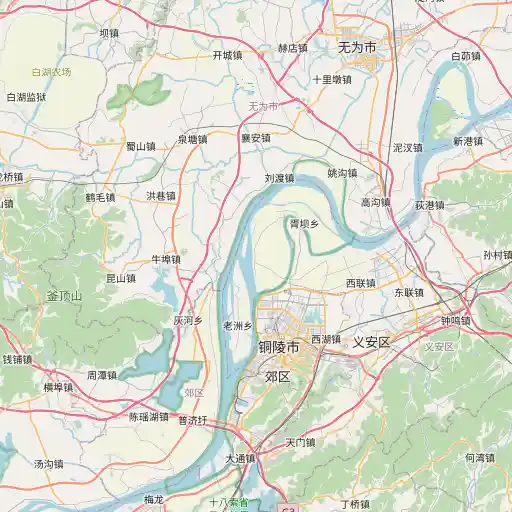 坝镇
赫店镇
开城镇
无为市
白茆镇
白湖农场
十里墩镇
白湖监狱
无为市
襄安镇
泉塘镇
蜀山镇
泥汊镇
新港镇
姚沟镇
刘渡镇
鹤毛镇
洪巷镇
高沟镇
荻港镇
胥坝乡
牛埠镇
孙村镇
昆山镇
西联镇
东联镇
釜顶山
灰河乡
老洲乡
钟鸣镇
铜陵市
西湖镇
义安区
义安区
钱铺镇
周潭镇
郊区
横埠镇
郊区
陈瑶湖镇
普济圩
天门镇
大通镇
何湾镇
汤沟镇
梅龙
十八索省
丁桥镇
G3